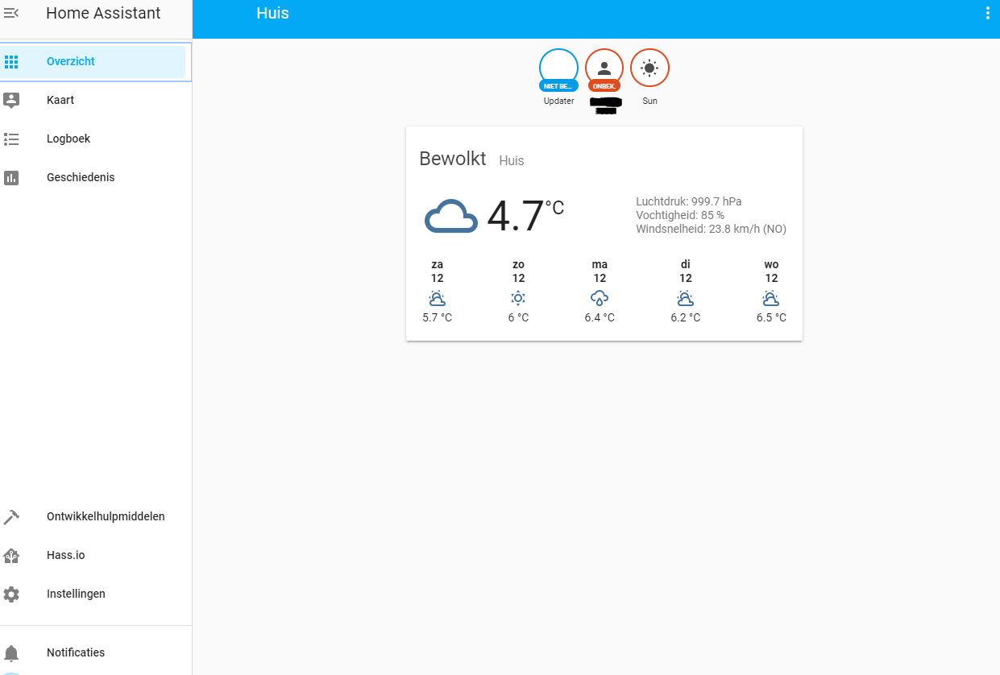 Home Assistant
Huis
Overzicht
Kaart
Logboek
Geschiedenis
Ontwikkelhulpmiddelen
Hass.io
Instellingen
Notificaties
NIET BE...
ONBEK.
Updater
Sun
Bewolkt Huis
4.7 °C
Luchtdruk: 999.7 hPa
Vochtigheid: 85 %
Windsnelheid: 23.8 km/h (NO)
za zo ma di wo
12 12 12 12 12
5.7 °C 6 °C 6.4 °C 6.2 °C 6.5 °C